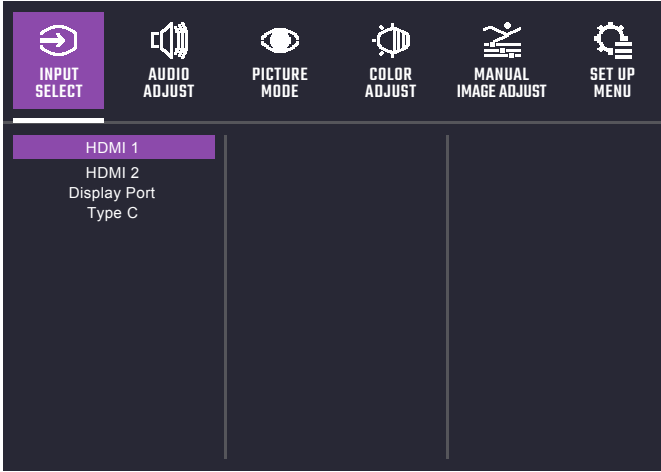 INPUT
SELECT
AUDIO
ADJUST
PICTURE
MODE
COLOR
ADJUST
MANUAL
IMAGE ADJUST
SET UP
MENU
HDMI 1
HDMI 2
Display Port
Type C